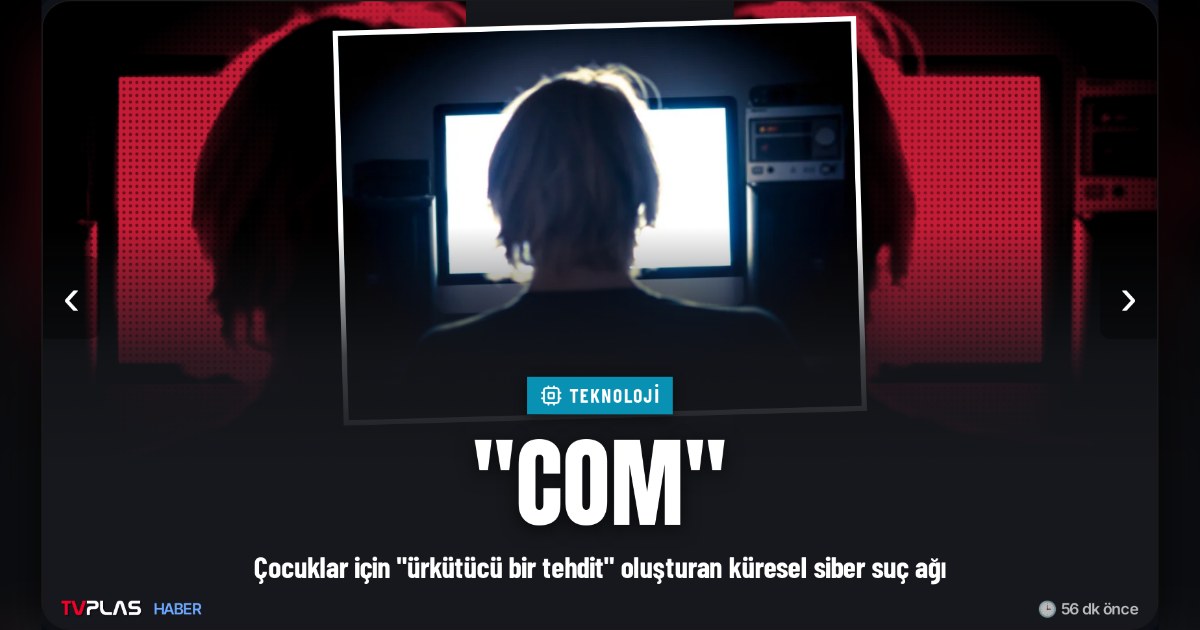 TEKNOLOJİ
"COM"
Çocuklar için "ürkütücü bir tehdit" oluşturan küresel siber suç ağı
TVPLAS HABER
56 dk önce